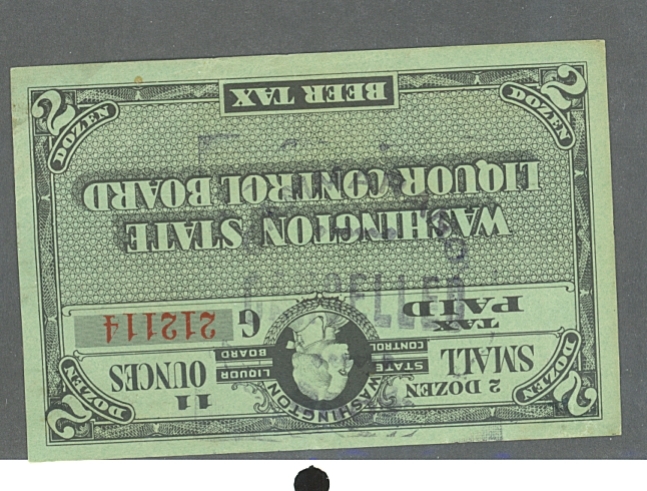 2 DOZEN
2 DOZEN
2 DOZEN
SMALL
11
OUNCES
WASHINGTON
STATE LIQUOR
CONTROL BOARD
TAX
PAID
G 212114
CANCELLED
WASHINGTON STATE
LIQUOR CONTROL BOARD
BEER TAX
2 DOZEN
2 DOZEN